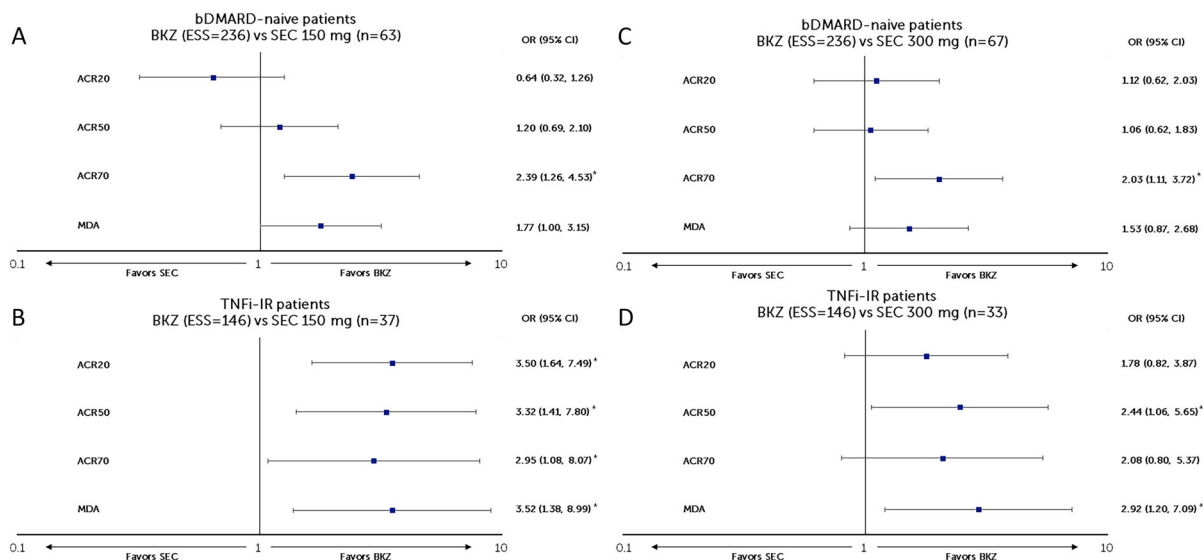 A
bDMARD-naive patients
BKZ (ESS=236) vs SEC 150 mg (n=63)
OR (95% CI)
ACR20
0.64 (0.32, 1.26)
ACR50
1.20 (0.69, 2.10)
ACR70
2.39 (1.26, 4.53)*
MDA
1.77 (1.00, 3.15)
0.1
Favors SEC
1
Favors BKZ
10
B
TNFi-IR patients
BKZ (ESS=146) vs SEC 150 mg (n=37)
OR (95% CI)
ACR20
3.50 (1.64, 7.49)*
ACR50
3.32 (1.41, 7.80)*
ACR70
2.95 (1.08, 8.07)*
MDA
3.52 (1.38, 8.99)*
0.1
Favors SEC
1
Favors BKZ
10
C
bDMARD-naive patients
BKZ (ESS=236) vs SEC 300 mg (n=67)
OR (95% CI)
ACR20
1.12 (0.62, 2.03)
ACR50
1.06 (0.62, 1.83)
ACR70
2.03 (1.11, 3.72)*
MDA
1.53 (0.87, 2.68)
0.1
Favors SEC
1
Favors BKZ
10
D
TNFi-IR patients
BKZ (ESS=146) vs SEC 300 mg (n=33)
OR (95% CI)
ACR20
1.78 (0.82, 3.87)
ACR50
2.44 (1.06, 5.65)*
ACR70
2.08 (0.80, 5.37)
MDA
2.92 (1.20, 7.09)*
0.1
Favors SEC
1
Favors BKZ
10